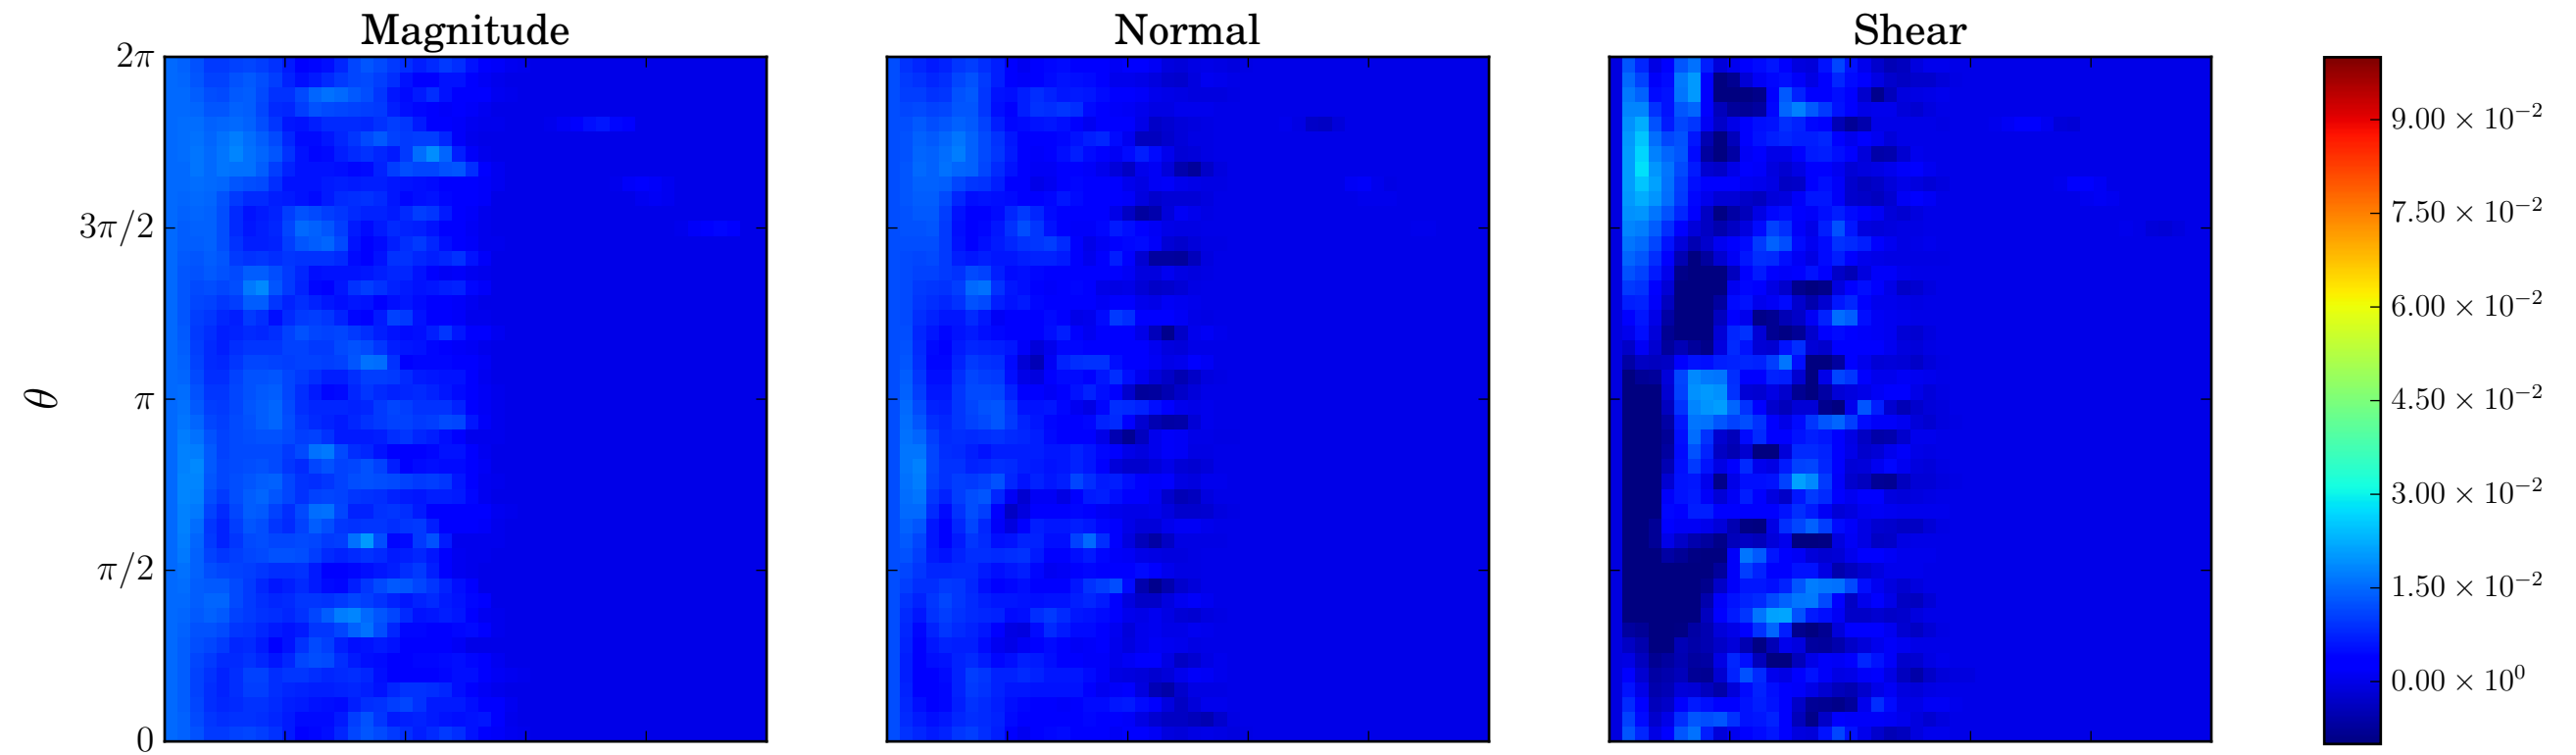 Magnitude
Normal
Shear
2π
3π/2
π
π/2
0
θ
9.00 × 10⁻²
7.50 × 10⁻²
6.00 × 10⁻²
4.50 × 10⁻²
3.00 × 10⁻²
1.50 × 10⁻²
0.00 × 10⁰